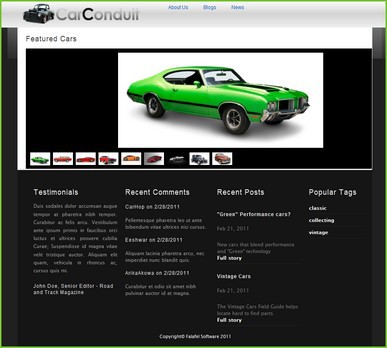 CarConduit
About Us Blogs News
Featured Cars
Testimonials
Duis sodales dolor accumsan augue
tempor at pharetra nibh tempor.
Curabitur ac felis arcu. Vestibulum
ante ipsum primis in faucibus orci
luctus et ultrices posuere cubilia
Curae; Suspendisse id magna vitae
velit tristique auctor. Aliquam elit
quam, vehicula in rhoncus ac,
cursus quis mi.
John Doe, Senior Editor - Road
and Track Magazine
Recent Comments
CarHop on 2/28/2011
Pellentesque pharetra leo ut ante
bibendum vitae ultrices nisi cursus.
Eeshwar on 2/28/2011
Aliquam lacinia pharetra arcu, nec
imperdiet nunc blandit quis.
ArikaAkowa on 2/28/2011
Curabitur et odio sit amet nibh
pulvinar auctor id at magna.
Recent Posts
"Green" Performance cars?
Feb 21, 2011
New cars that blend performance
and "Green" technology
Full story
Vintage Cars
Feb 21, 2011
The Vintage Cars Field Guide helps
locate hard to find parts
Full Story
Popular Tags
classic
collecting
vintage
Copyright© Falafel Software 2011